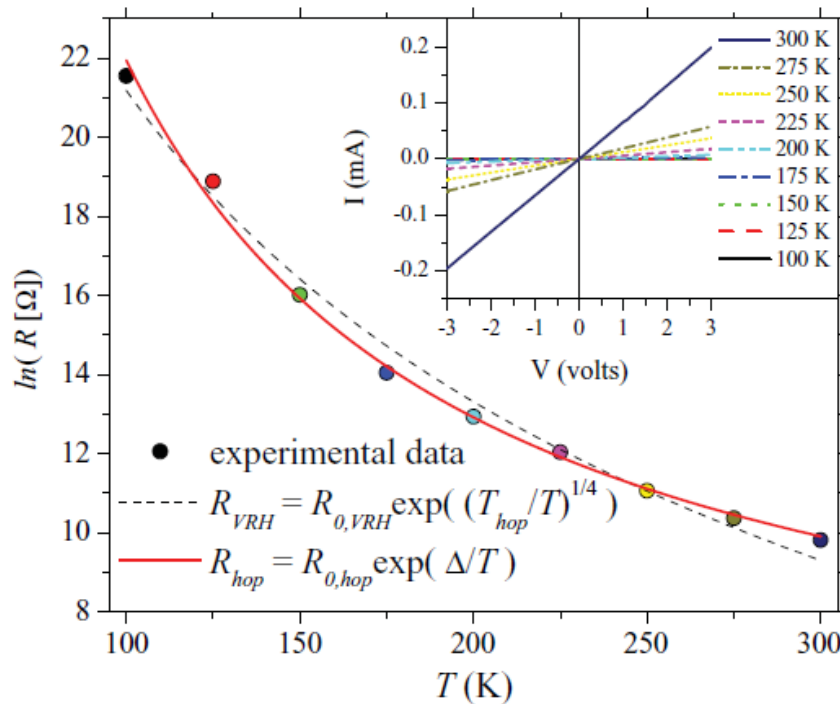 22
20
18
16
14
12
10
8
ln( R [Ω])
100
150
200
250
300
T (K)
experimental data
R_VRH = R_0,VRH exp( (T_hop/T)^1/4 )
R_hop = R_0,hop exp( Δ/T )
0.2
0.1
0.0
-0.1
-0.2
I (mA)
-3
-2
-1
0
1
2
3
V (volts)
300 K
275 K
250 K
225 K
200 K
175 K
150 K
125 K
100 K